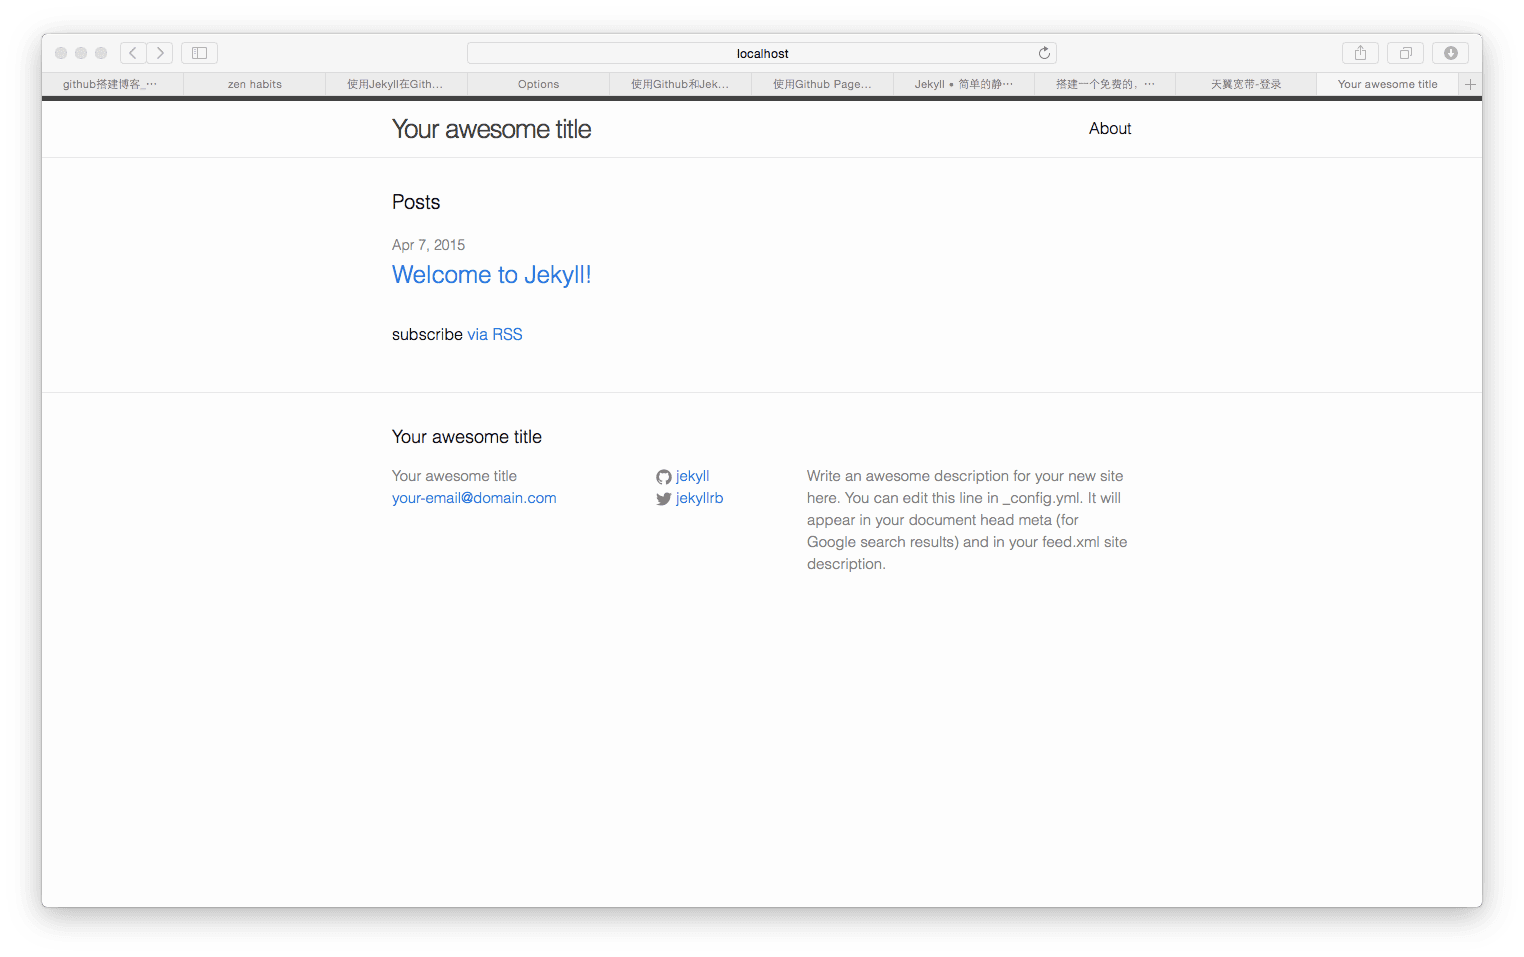 localhost
github搭建博客_…
zen habits
使用Jekyll在Gith…
Options
使用Github和Jek…
使用Github Page…
Jekyll • 简单的静…
搭建一个免费的，…
天翼宽带-登录
Your awesome title
Your awesome title
About
Posts
Apr 7, 2015
Welcome to Jekyll!
subscribe via RSS
Your awesome title
Your awesome title
your-email@domain.com
jekyll
jekyllrb
Write an awesome description for your new site
here. You can edit this line in _config.yml. It will
appear in your document head meta (for
Google search results) and in your feed.xml site
description.